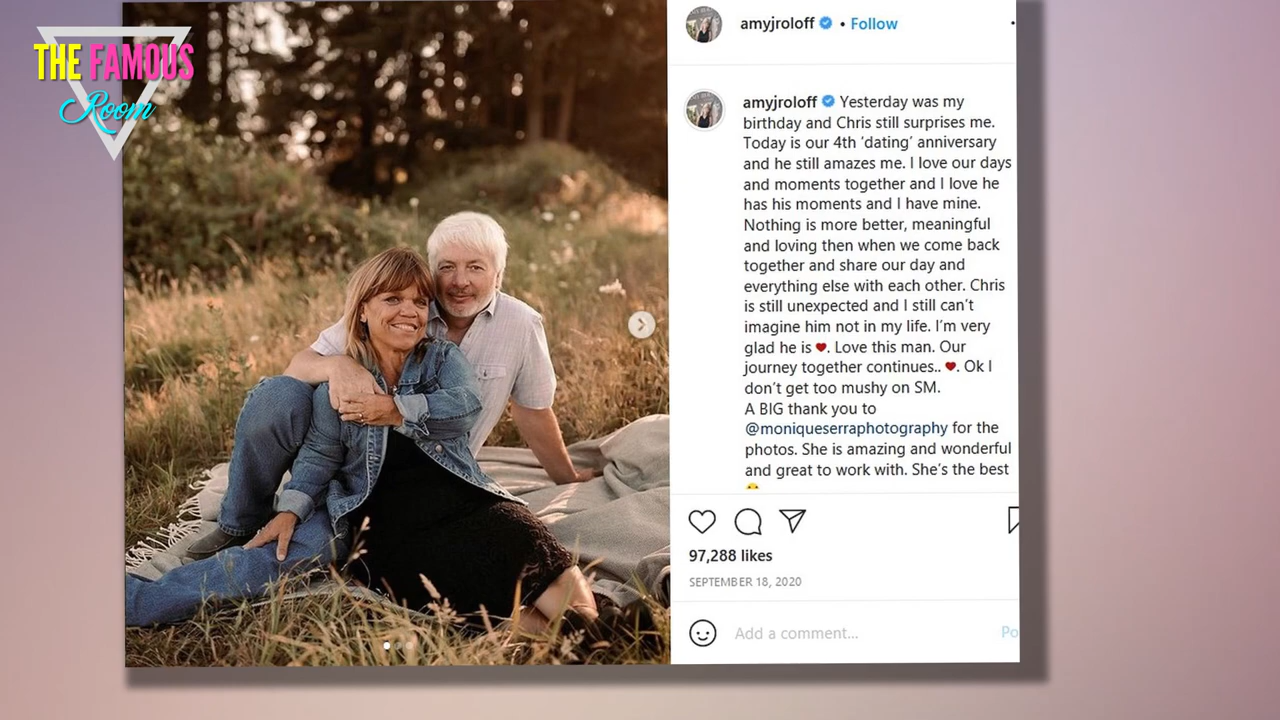 THE FAMOUS
Room
amyjroloff • Follow
amyjroloff Yesterday was my
birthday and Chris still surprises me.
Today is our 4th ‘dating’ anniversary
and he still amazes me. I love our days
and moments together and I love he
has his moments and I have mine.
Nothing is more better, meaningful
and loving then when we come back
together and share our day and
everything else with each other. Chris
is still unexpected and I still can’t
imagine him not in my life. I’m very
glad he is ♥. Love this man. Our
journey together continues.. ♥. Ok I
don’t get too mushy on SM.
A BIG thank you to
@moniqueserraphotography for the
photos. She is amazing and wonderful
and great to work with. She’s the best
97,288 likes
SEPTEMBER 18, 2020
Add a comment...
Po